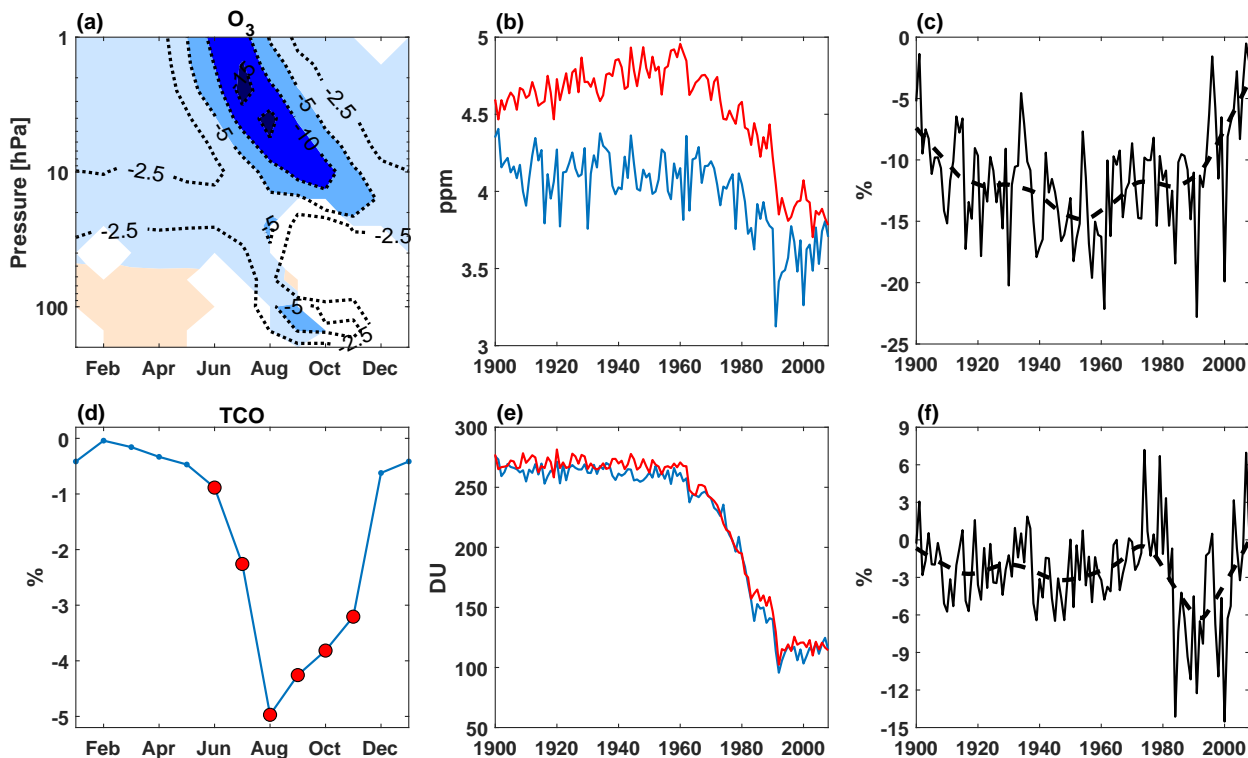 (a)
O3
1
10
100
Pressure [hPa]
-15
-5
-5
-10
-2.5
-2.5
-2.5
-5
-2.5
-5
-2.5
Feb Apr Jun Aug Oct Dec
(b)
5
4.5
4
3.5
3
ppm
1900 1920 1940 1960 1980 2000
(c)
0
-5
-10
-15
-20
-25
%
1900 1920 1940 1960 1980 2000
(d)
TCO
0
-1
-2
-3
-4
-5
%
Feb Apr Jun Aug Oct Dec
(e)
300
250
200
150
100
50
DU
1900 1920 1940 1960 1980 2000
(f)
9
6
3
0
-3
-6
-9
-12
-15
%
1900 1920 1940 1960 1980 2000